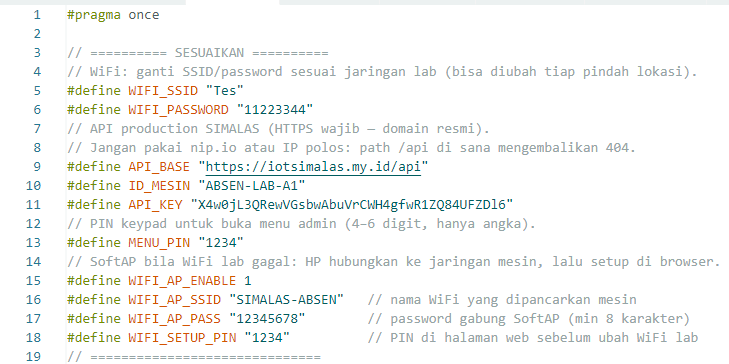 1 #pragma once
2
3 // ========== SESUAIKAN ==========
4 // WiFi: ganti SSID/password sesuai jaringan lab (bisa diubah tiap pindah lokasi).
5 #define WIFI_SSID "Tes"
6 #define WIFI_PASSWORD "11223344"
7 // API production SIMALAS (HTTPS wajib — domain resmi).
8 // Jangan pakai nip.io atau IP polos: path /api di sana mengembalikan 404.
9 #define API_BASE "https://iotsimalas.my.id/api"
10 #define ID_MESIN "ABSEN-LAB-A1"
11 #define API_KEY "X4w0jL3QRewVGsbwAbuVrCWH4gfwR1ZQ84UFZDl6"
12 // PIN keypad untuk buka menu admin (4–6 digit, hanya angka).
13 #define MENU_PIN "1234"
14 // SoftAP bila WiFi lab gagal: HP hubungkan ke jaringan mesin, lalu setup di browser.
15 #define WIFI_AP_ENABLE 1
16 #define WIFI_AP_SSID "SIMALAS-ABSEN"   // nama WiFi yang dipancarkan mesin
17 #define WIFI_AP_PASS "12345678"        // password gabung SoftAP (min 8 karakter)
18 #define WIFI_SETUP_PIN "1234"          // PIN di halaman web sebelum ubah WiFi lab
19 // ==============================